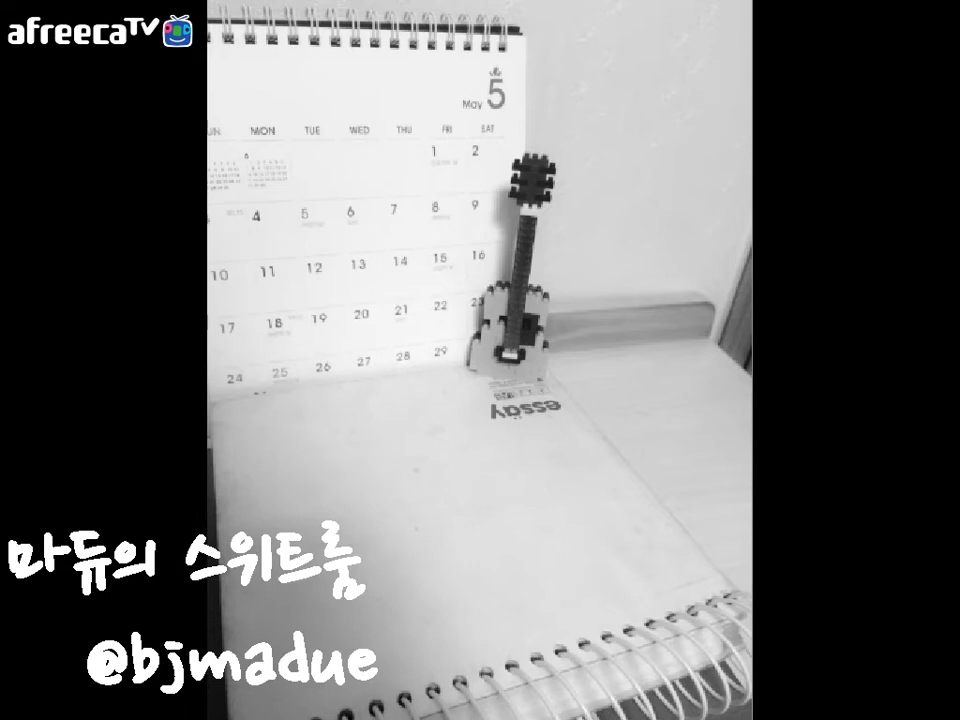 afreecaTV
May 5
UN MON TUE WED THU FRI SAT
1 2
4 5 6 7 8 9
10 11 12 13 14 15 16
17 18 19 20 21 22 23
24 25 26 27 28 29
essay
마듀의 스위트룸
@bjmadue